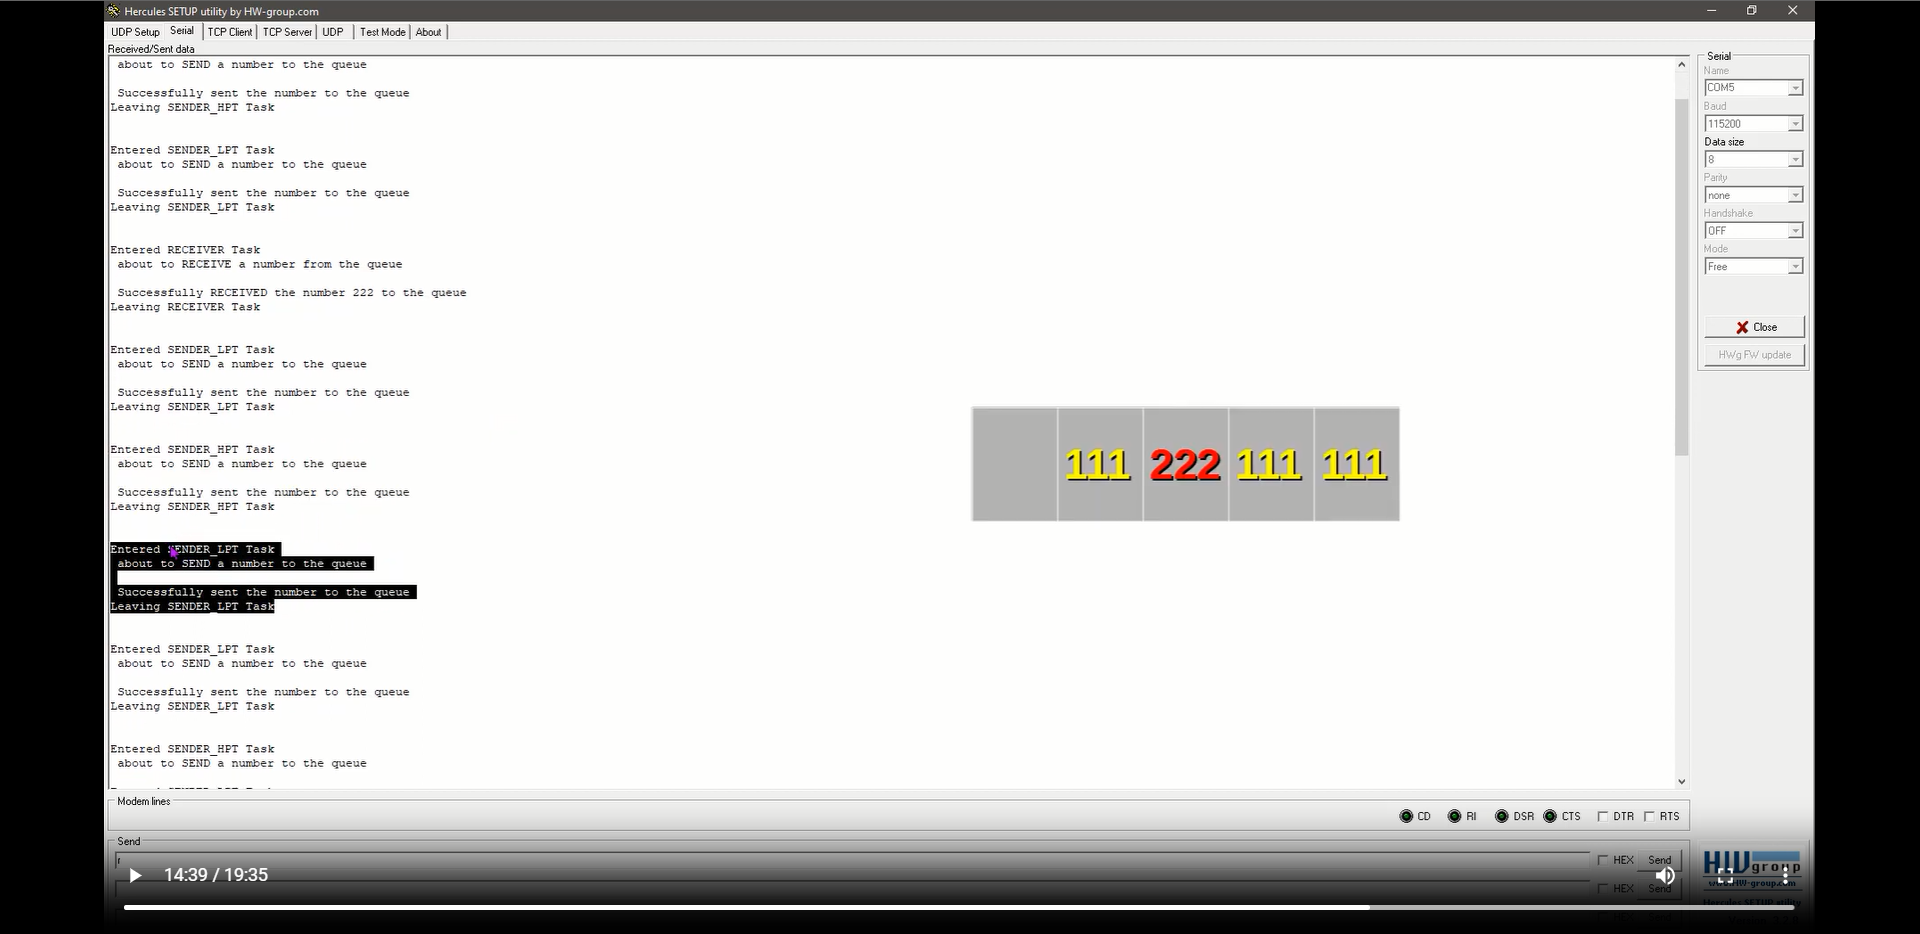 Hercules SETUP utility by HW-group.com
UDP Setup Serial TCP Client TCP Server UDP Test Mode About
Received/Sent data
about to SEND a number to the queue
Successfully sent the number to the queue
Leaving SENDER_HPT Task
Entered SENDER_LPT Task
about to SEND a number to the queue
Successfully sent the number to the queue
Leaving SENDER_LPT Task
Entered RECEIVER Task
about to RECEIVE a number from the queue
Successfully RECEIVED the number 222 to the queue
Leaving RECEIVER Task
Entered SENDER_LPT Task
about to SEND a number to the queue
Successfully sent the number to the queue
Leaving SENDER_LPT Task
Entered SENDER_HPT Task
about to SEND a number to the queue
Successfully sent the number to the queue
Leaving SENDER_HPT Task
Entered SENDER_LPT Task
about to SEND a number to the queue
Successfully sent the number to the queue
Leaving SENDER_LPT Task
Entered SENDER_LPT Task
about to SEND a number to the queue
Successfully sent the number to the queue
Leaving SENDER_LPT Task
Entered SENDER_HPT Task
about to SEND a number to the queue
111 222 111 111
Serial
Name
COM5
Baud
115200
Data size
8
Parity
none
Handshake
OFF
Mode
Free
Close
HWg FW update
Modem lines
CD RI DSR CTS DTR RTS
Send
r
HEX Send
HEX Send
14:39 / 19:35
HW group
www.HW-group.com
Hercules SETUP utility